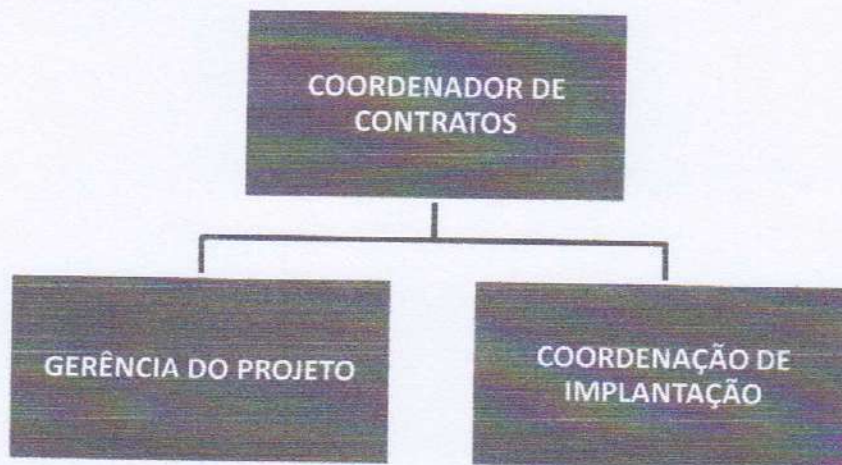 COORDENADOR DE
CONTRATOS
GERÊNCIA DO PROJETO
COORDENAÇÃO DE
IMPLANTAÇÃO